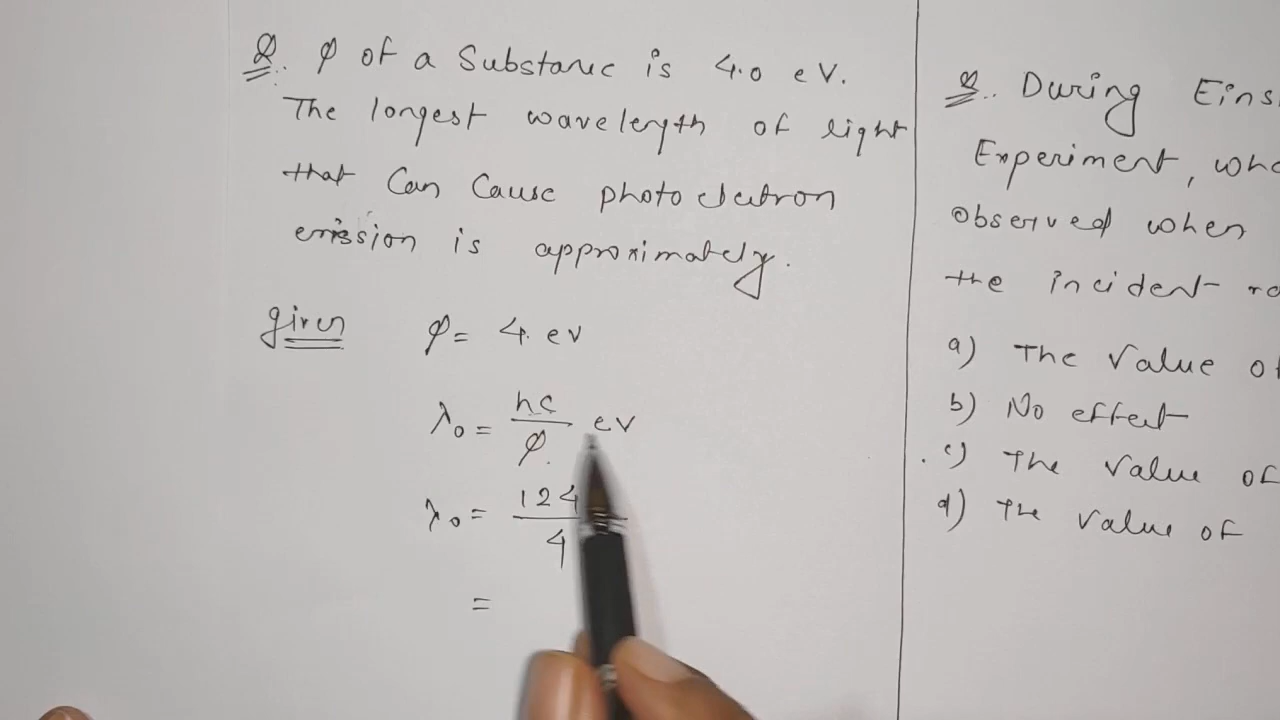 Q. φ of a Substance is 4.0 eV.
The longest wavelength of light
that Can Cause photo electron
emission is approximately.
given φ = 4. ev
λ₀ = hc/φ. ev
λ₀ = 124 / 4
=
Q.. During Eins
Experiment,
observed when
the incident
a) The Value of
b) No effect
. c) The Value of
d) The Value of